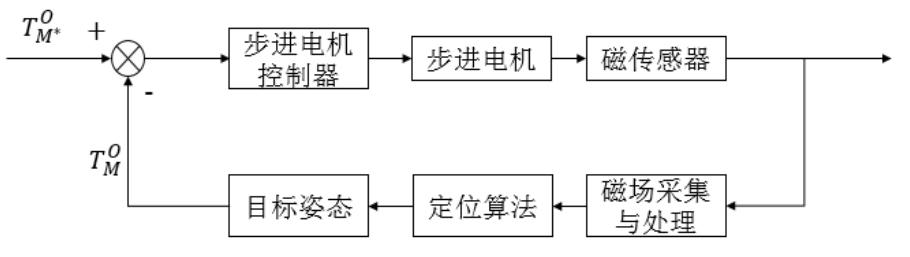 T_{M*}^{O} +
步进电机
控制器
步进电机
磁传感器
-
T_{M}^{O}
目标姿态
定位算法
磁场采集
与处理